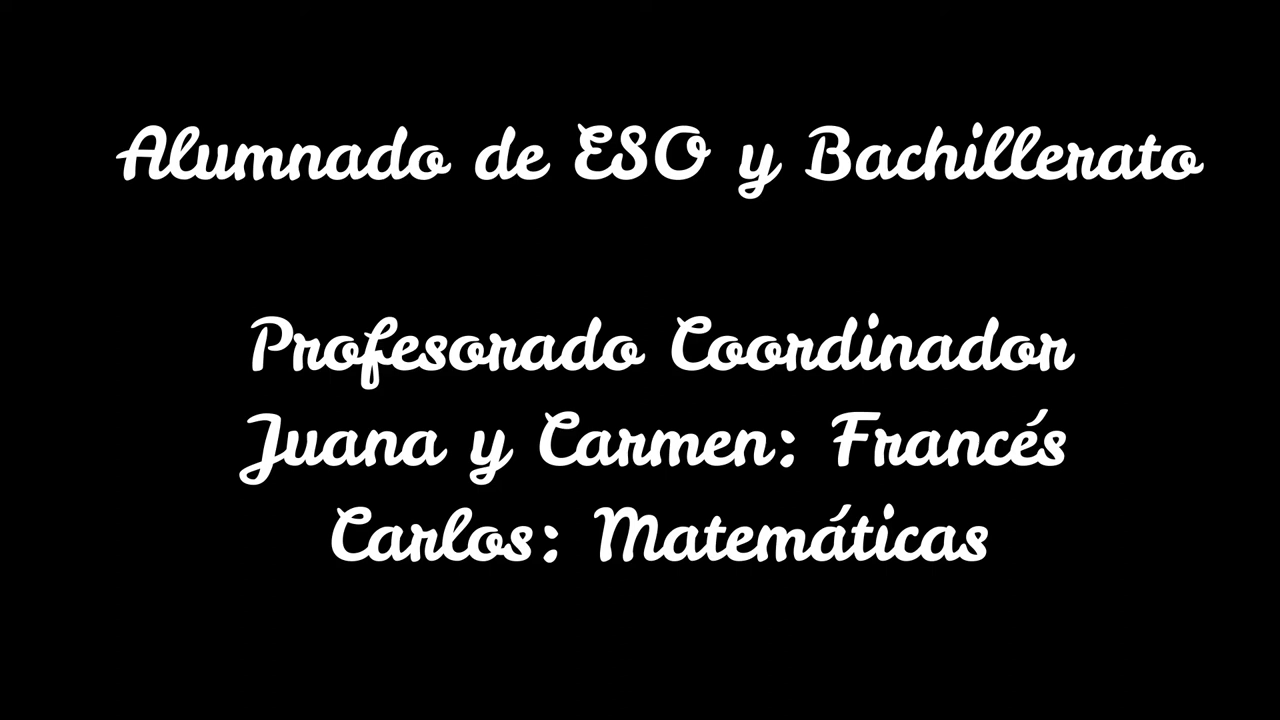 Alumnado de ESO y Bachillerato
Profesorado Coordinador
Juana y Carmen: Francés
Carlos: Matemáticas